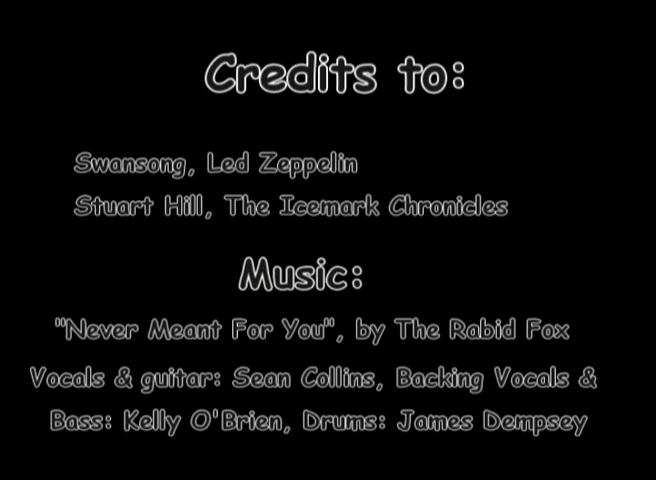 Credits to:
Swansong, Led Zeppelin
Stuart Hill, The Icemark Chronicles
Music:
"Never Meant For You", by The Rabid Fox
Vocals & guitar: Sean Collins, Backing Vocals &
Bass: Kelly O'Brien, Drums: James Dempsey